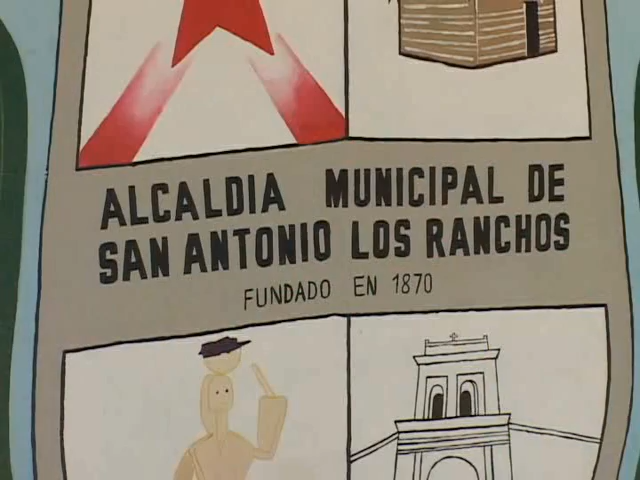 ALCALDIA MUNICIPAL DE
SAN ANTONIO LOS RANCHOS
FUNDADO EN 1870